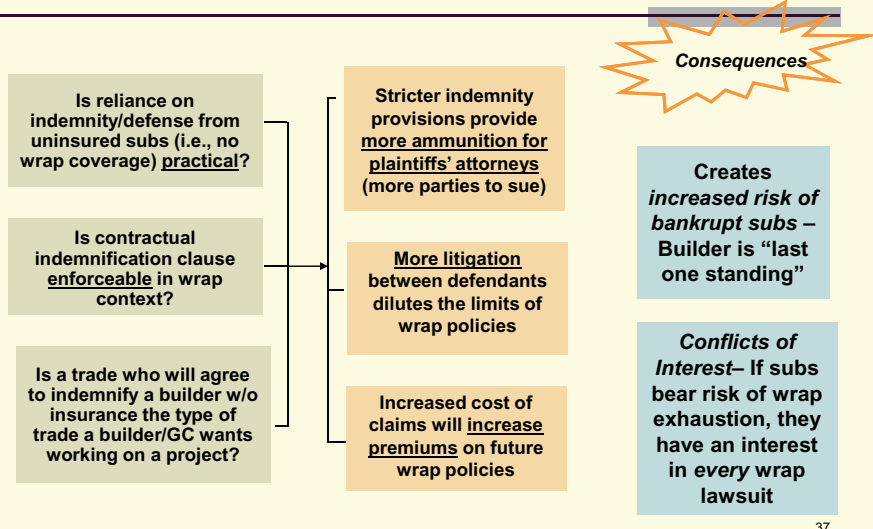 Consequences
Is reliance on
indemnity/defense from
uninsured subs (i.e., no
wrap coverage) practical?
Is contractual
indemnification clause
enforceable in wrap
context?
Is a trade who will agree
to indemnify a builder w/o
insurance the type of
trade a builder/GC wants
working on a project?
Stricter indemnity
provisions provide
more ammunition for
plaintiffs’ attorneys
(more parties to sue)
More litigation
between defendants
dilutes the limits of
wrap policies
Increased cost of
claims will increase
premiums on future
wrap policies
Creates
increased risk of
bankrupt subs –
Builder is “last
one standing”
Conflicts of
Interest– If subs
bear risk of wrap
exhaustion, they
have an interest
in every wrap
lawsuit
37